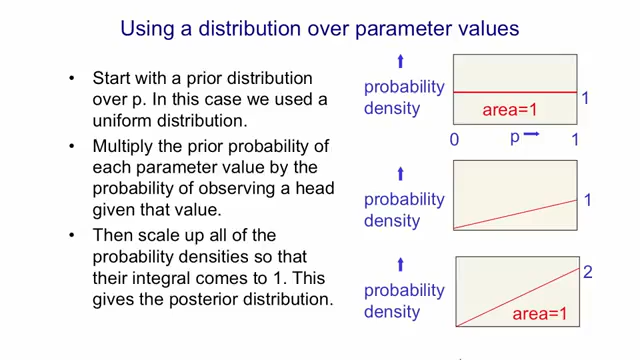 Using a distribution over parameter values
• Start with a prior distribution
over p. In this case we used a
uniform distribution.
• Multiply the prior probability of
each parameter value by the
probability of observing a head
given that value.
• Then scale up all of the
probability densities so that
their integral comes to 1. This
gives the posterior distribution.
probability
density
area=1
1
0
p
1
probability
density
1
probability
density
2
area=1